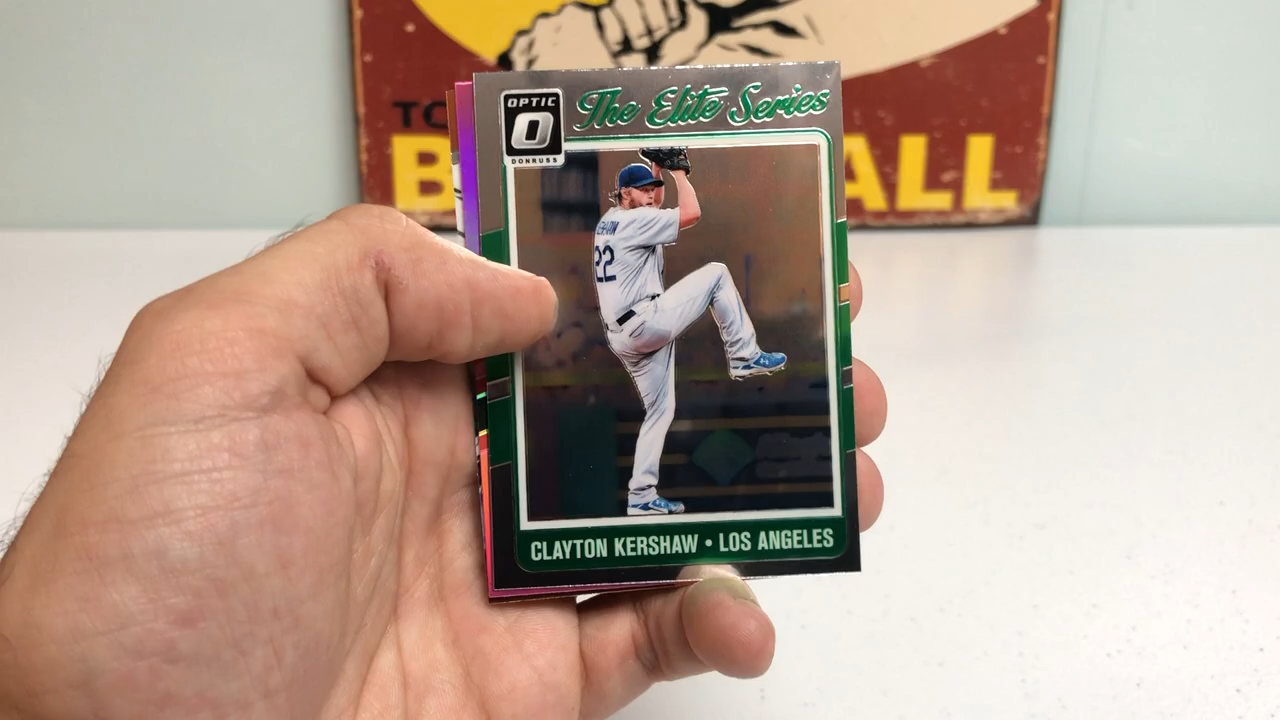 TO
B ALL
OPTIC
O
DONRUSS
The Elite Series
22
CLAYTON KERSHAW • LOS ANGELES